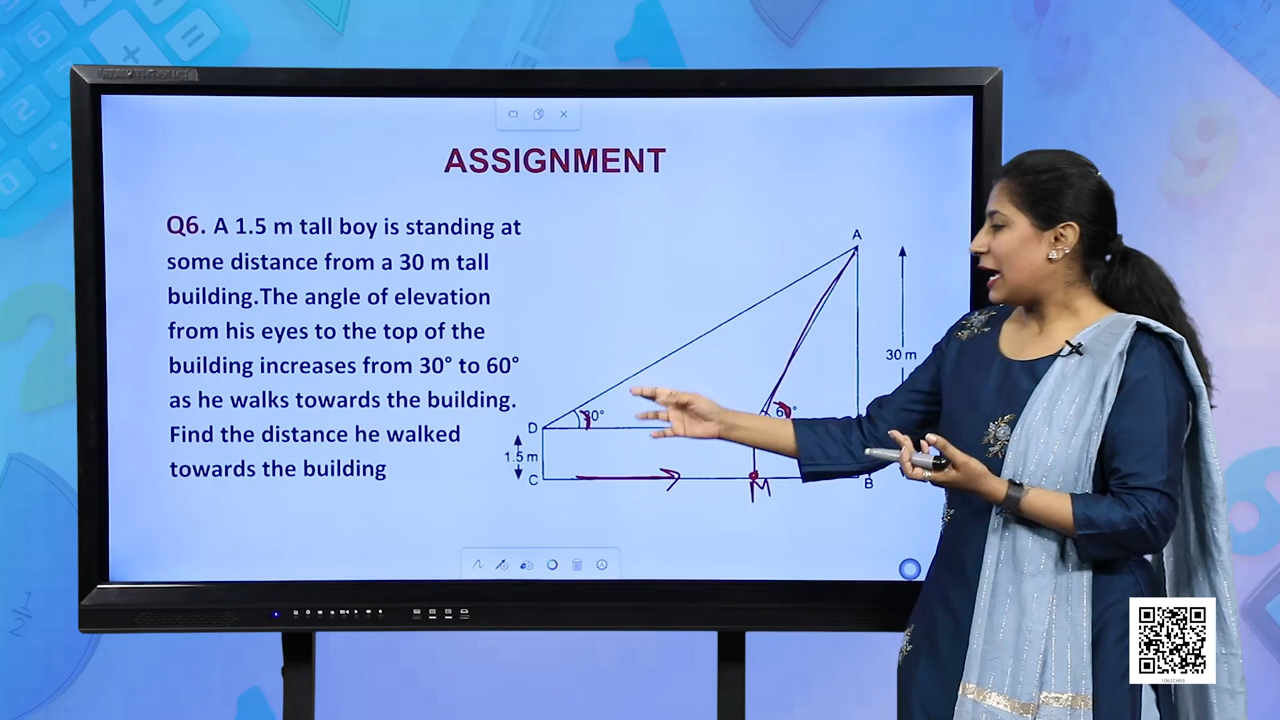 ASSIGNMENT
Q6. A 1.5 m tall boy is standing at
some distance from a 30 m tall
building.The angle of elevation
from his eyes to the top of the
building increases from 30° to 60°
as he walks towards the building.
Find the distance he walked
towards the building
A
30 m
30°
D
1.5 m
C
M
B
1062CH09